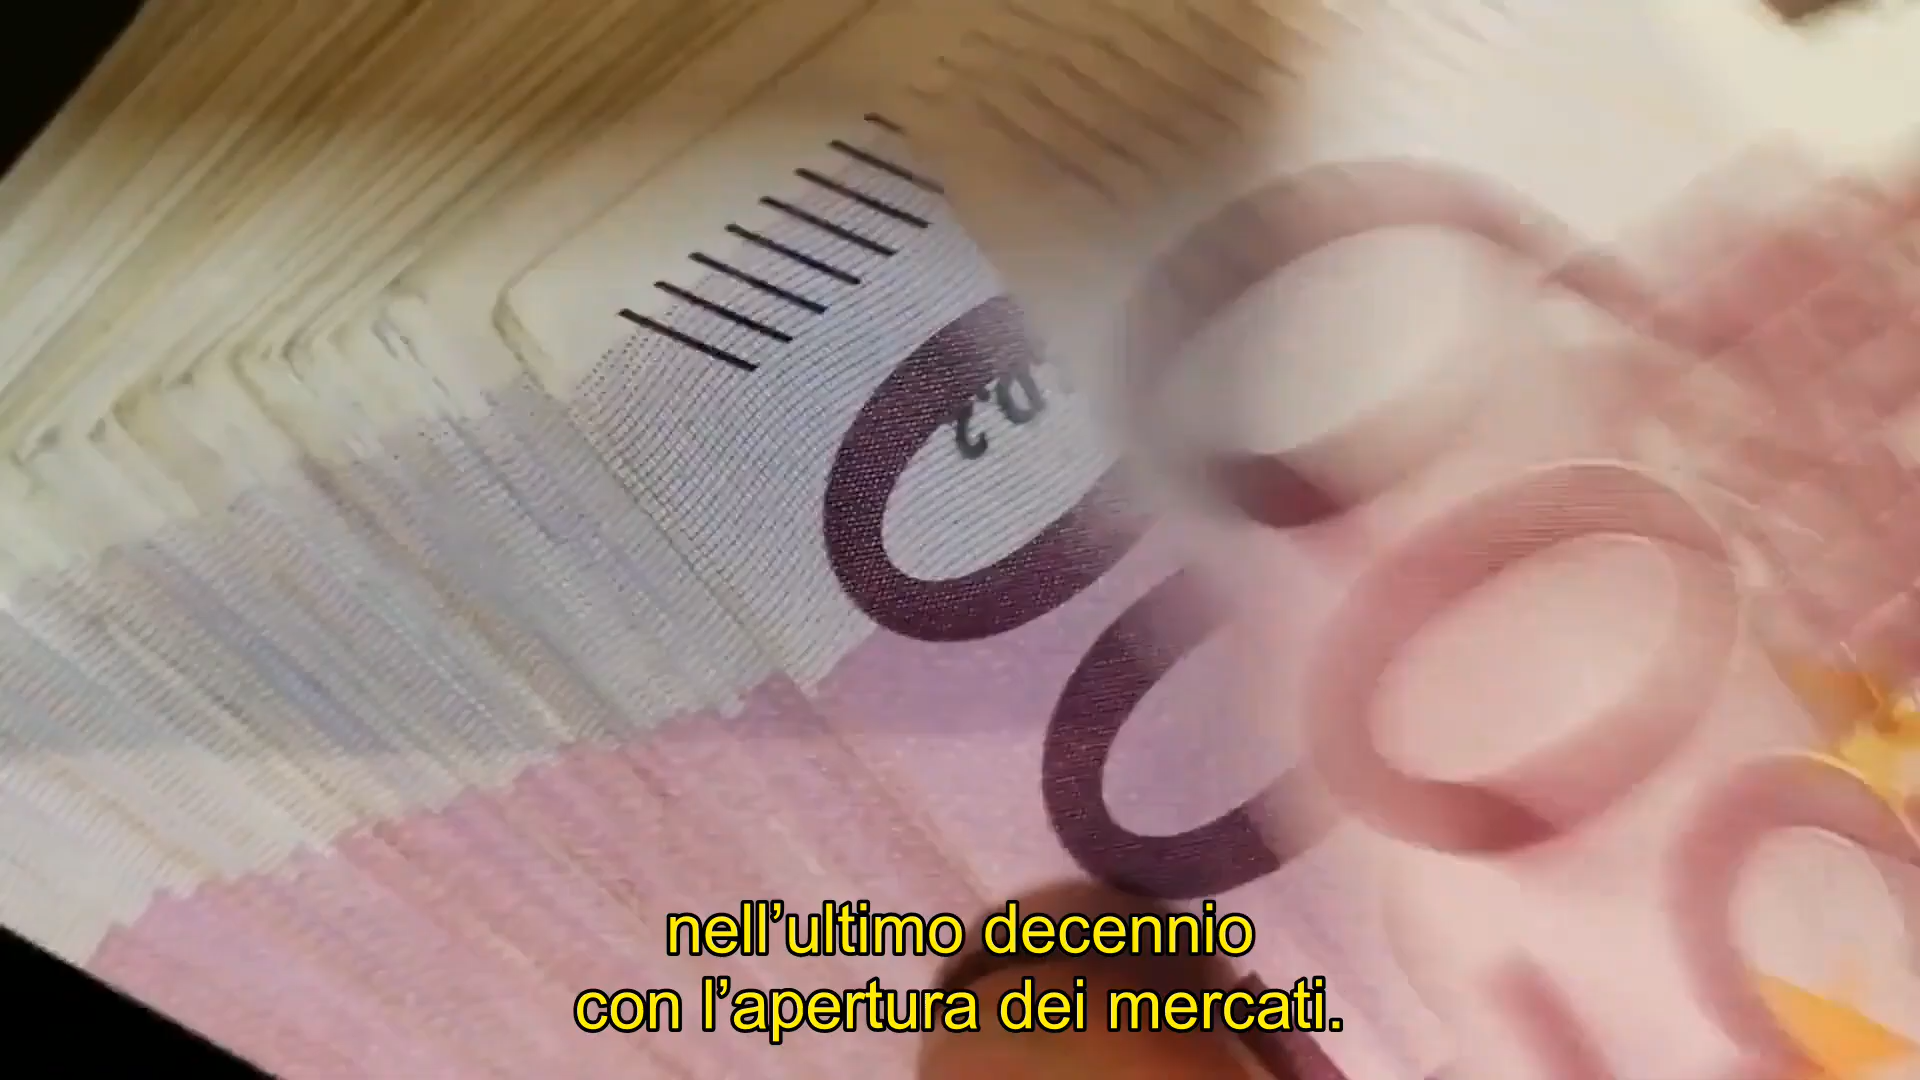 nell’ultimo decennio
con l’apertura dei mercati.